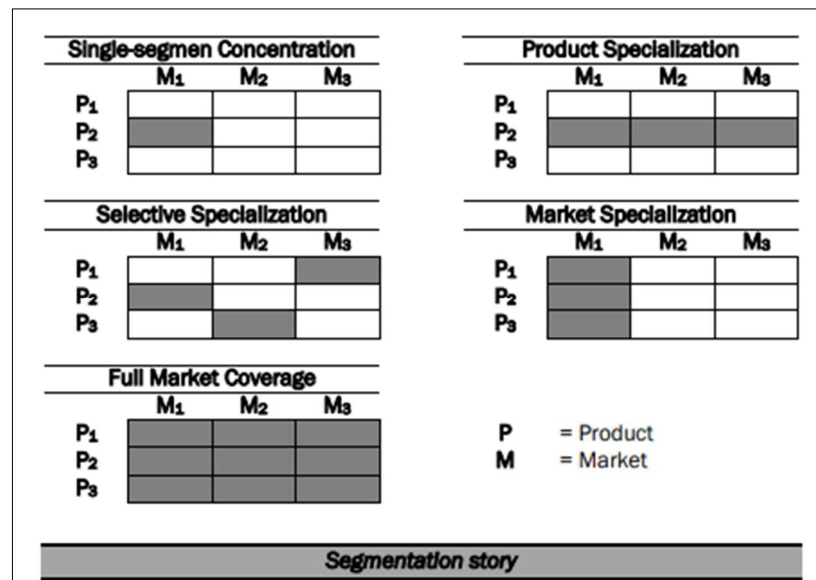 Single-segmen Concentration
M₁ M₂ M₃
P₁
P₂
P₃
Product Specialization
M₁ M₂ M₃
P₁
P₂
P₃
Selective Specialization
M₁ M₂ M₃
P₁
P₂
P₃
Market Specialization
M₁ M₂ M₃
P₁
P₂
P₃
Full Market Coverage
M₁ M₂ M₃
P₁
P₂
P₃
P = Product
M = Market
Segmentation story